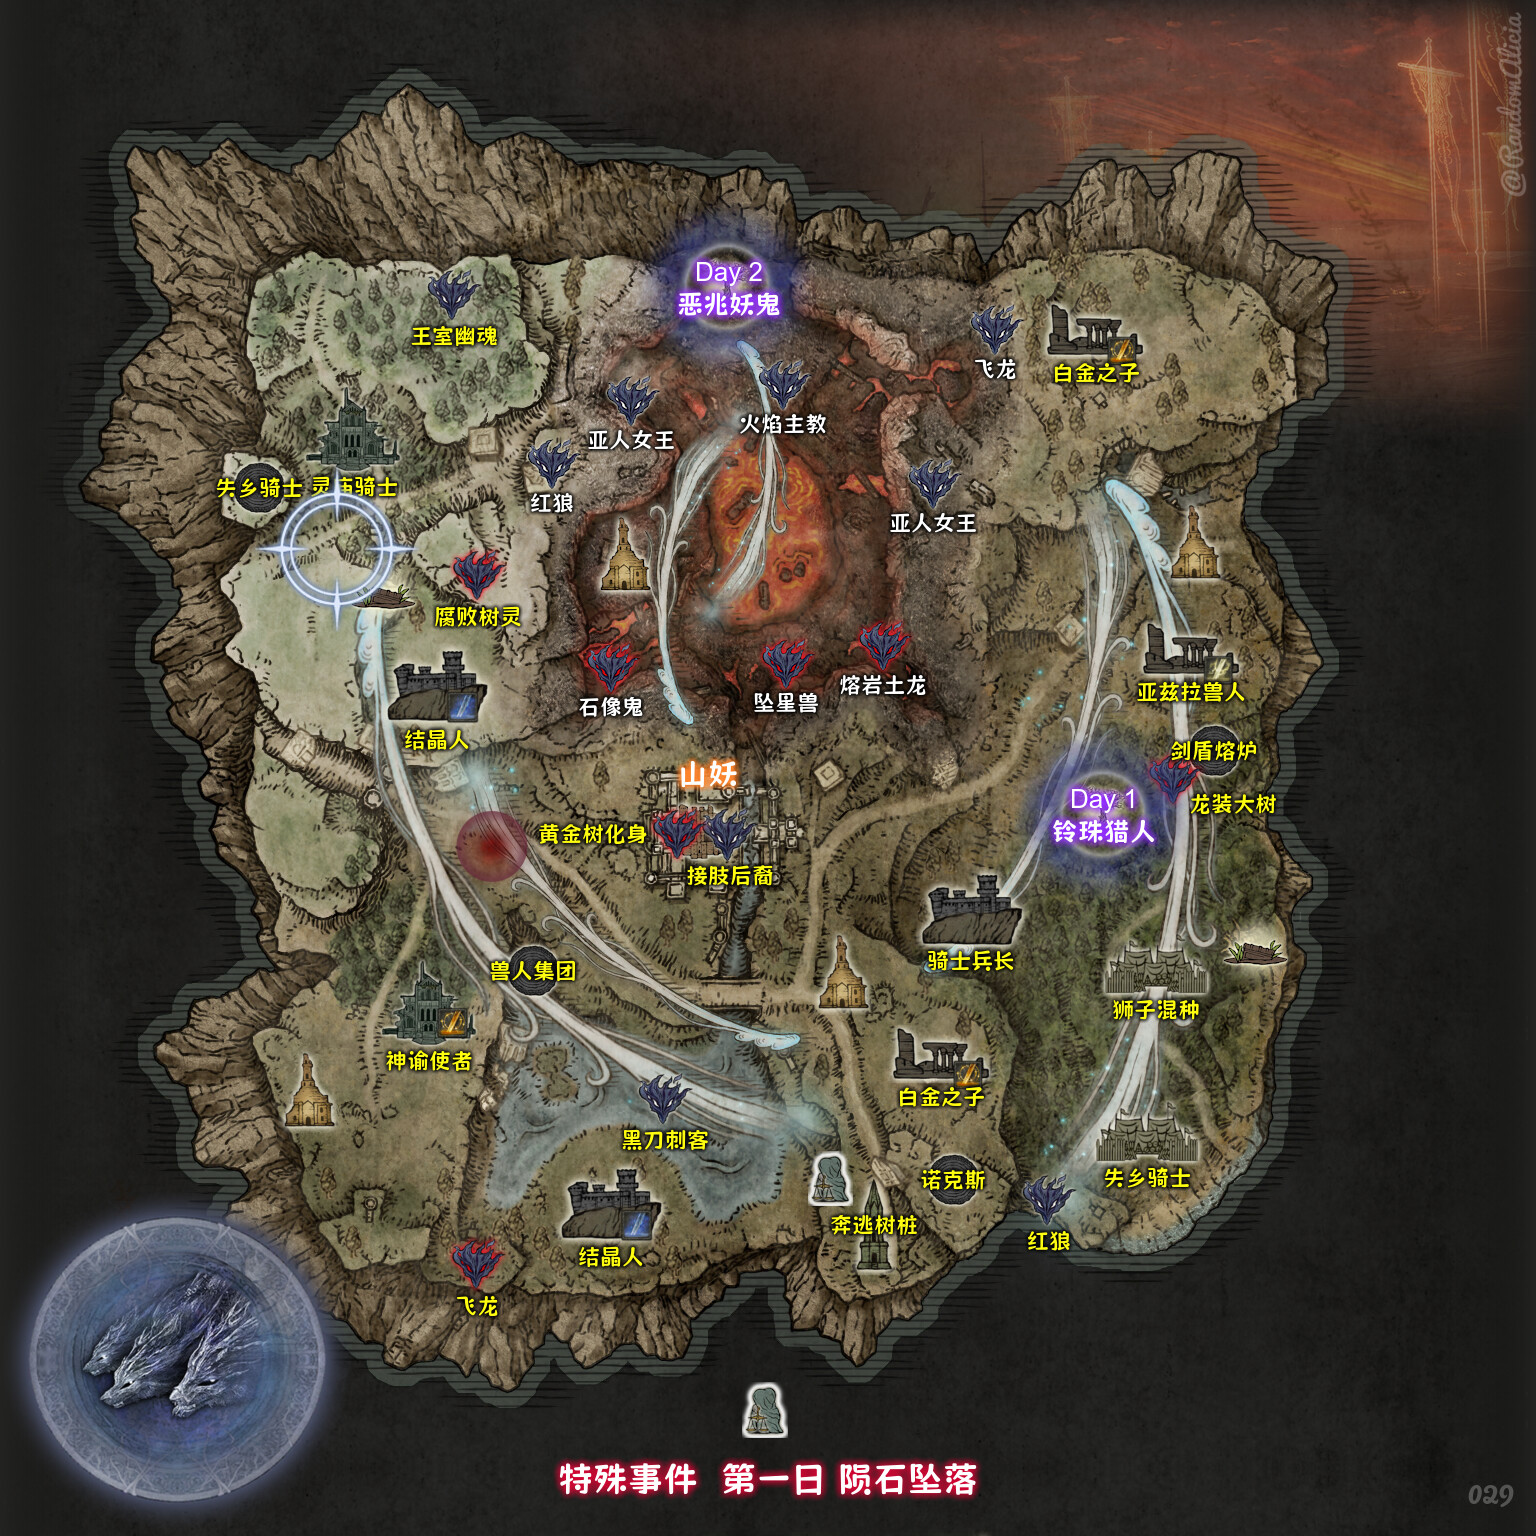 @RandomAlicia
Day 2
恶兆妖鬼
王室幽魂
飞龙
白金之子
亚人女王
火焰主教
失乡骑士
灵庙骑士
红狼
亚人女王
腐败树灵
石像鬼
坠星兽
熔岩土龙
亚兹拉兽人
结晶人
剑盾熔炉
山妖
Day 1
铃珠猎人
龙装大树
黄金树化身
接肢后裔
兽人集团
骑士兵长
狮子混种
神谕使者
白金之子
黑刀刺客
诺克斯
失乡骑士
奔逃树桩
红狼
结晶人
飞龙
特殊事件 第一日 陨石坠落
029